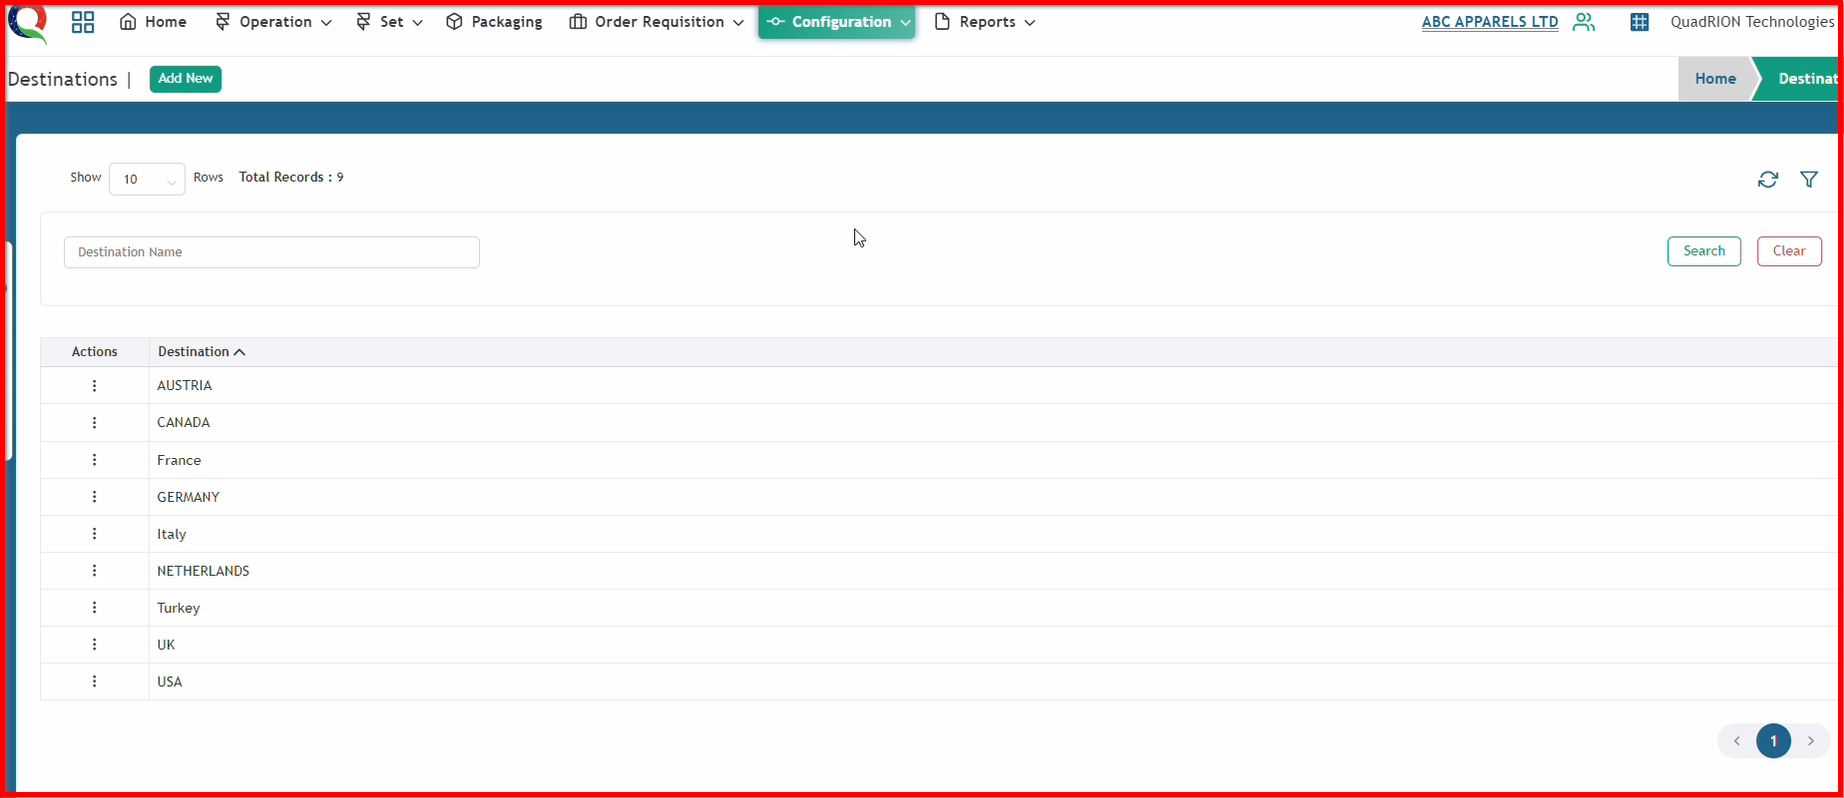 Home Operation Set Packaging Order Requisition Configuration Reports ABC APPARELS LTD QuadRION Technologies
Destinations | Add New Home Destinat
Show 10 Rows Total Records : 9
Destination Name Search Clear
Actions Destination
AUSTRIA
CANADA
France
GERMANY
Italy
NETHERLANDS
Turkey
UK
USA
< 1 >